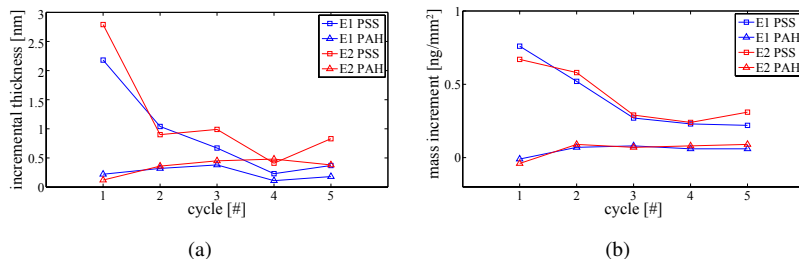 incremental thickness [nm]
3
2.5
2
1.5
1
0.5
0
1 2 3 4 5
cycle [#]
E1 PSS
E1 PAH
E2 PSS
E2 PAH
(a)
mass increment [ng/mm²]
1
0.5
0
1 2 3 4 5
cycle [#]
E1 PSS
E1 PAH
E2 PSS
E2 PAH
(b)